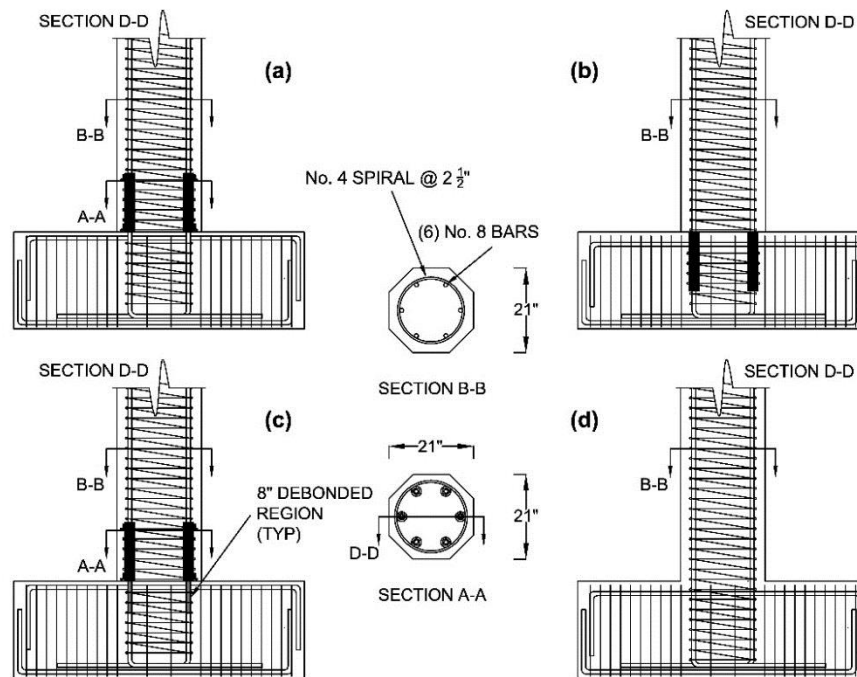 SECTION D-D
(a)
B-B
A-A
SECTION D-D
(b)
B-B
No. 4 SPIRAL @ 2 1/2"
(6) No. 8 BARS
21"
SECTION B-B
SECTION D-D
(c)
B-B
A-A
8" DEBONDED
REGION
(TYP)
21"
21"
D-D
SECTION A-A
SECTION D-D
(d)
B-B